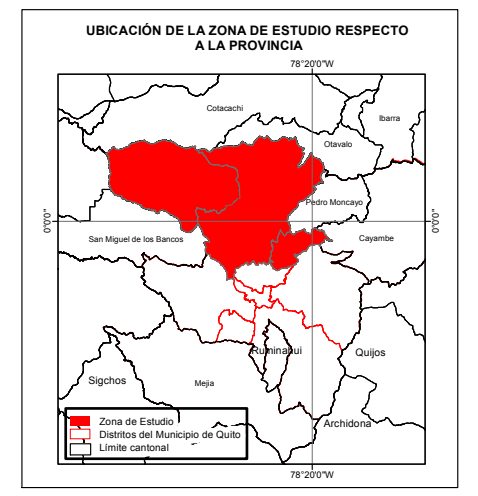 UBICACIÓN DE LA ZONA DE ESTUDIO RESPECTO
A LA PROVINCIA
78°20'0"W
Cotacachi
Ibarra
Otavalo
Pedro Moncayo
0°0'0"
0°0'0"
San Miguel de los Bancos
Cayambe
Rumiñahui
Quijos
Sigchos
Mejia
Archidona
Zona de Estudio
Distritos del Municipio de Quito
Límite cantonal
78°20'0"W